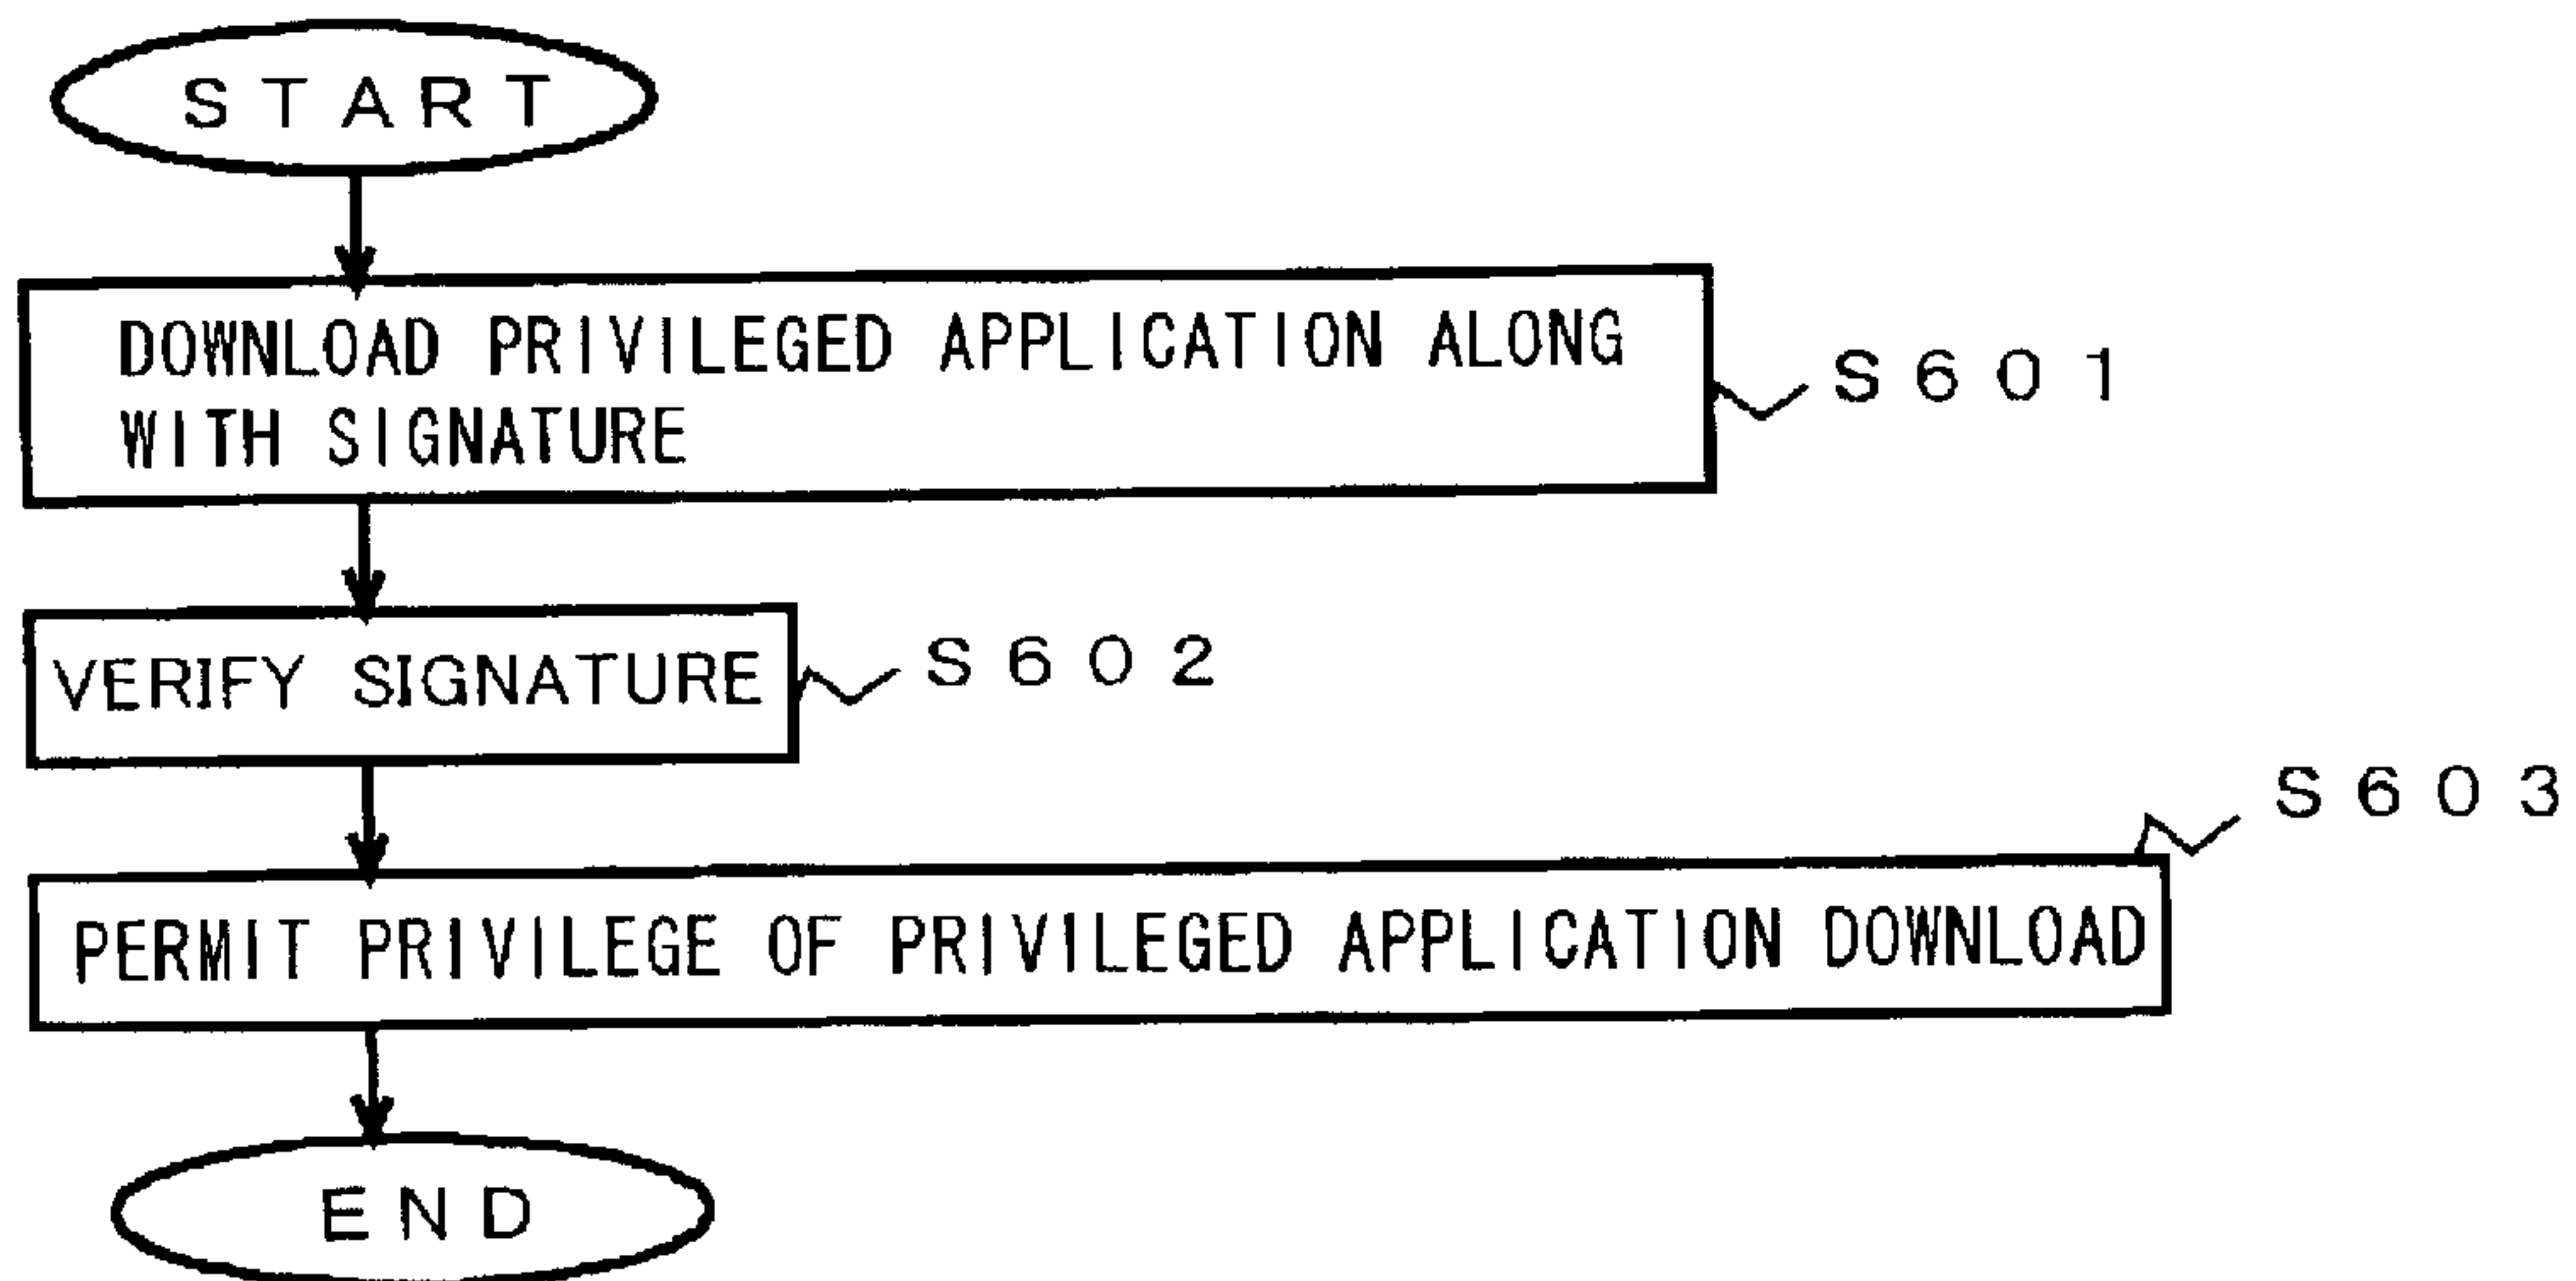 START
DOWNLOAD PRIVILEGED APPLICATION ALONG
WITH SIGNATURE
S601
VERIFY SIGNATURE
S602
S603
PERMIT PRIVILEGE OF PRIVILEGED APPLICATION DOWNLOAD
END